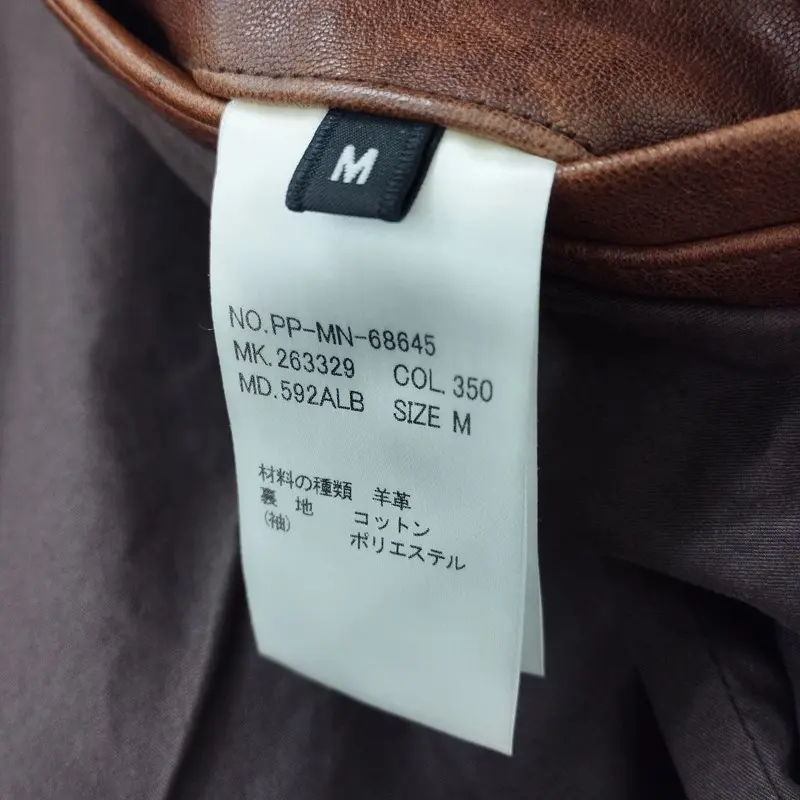 M
NO.PP-MN-68645
MK.263329 COL.350
MD.592ALB SIZE M
材料の種類 羊革
裏 地 コットン
(袖) ポリエステル